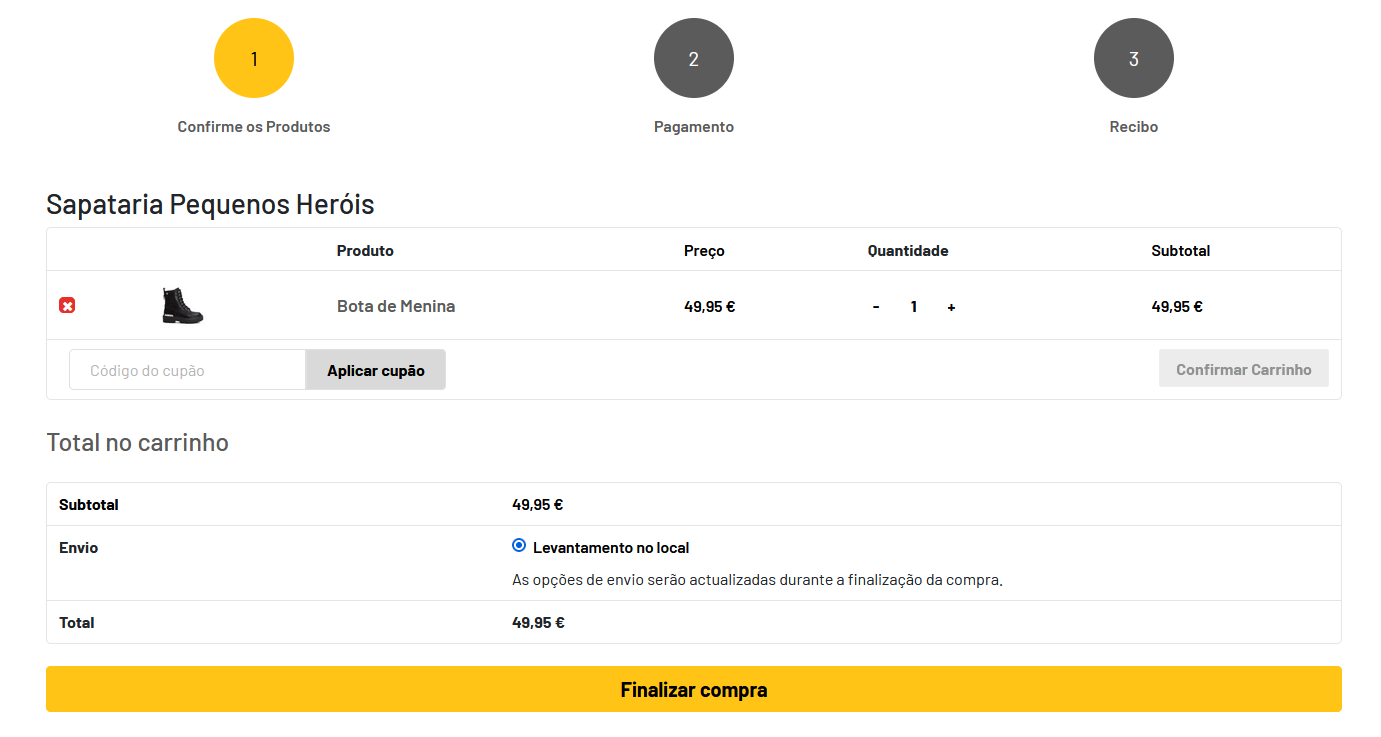 1
2
3
Confirme os Produtos
Pagamento
Recibo
Sapataria Pequenos Heróis
Produto Preço Quantidade Subtotal
Bota de Menina 49,95 € - 1 + 49,95 €
Código do cupão Aplicar cupão Confirmar Carrinho
Total no carrinho
Subtotal 49,95 €
Envio Levantamento no local
As opções de envio serão actualizadas durante a finalização da compra.
Total 49,95 €
Finalizar compra